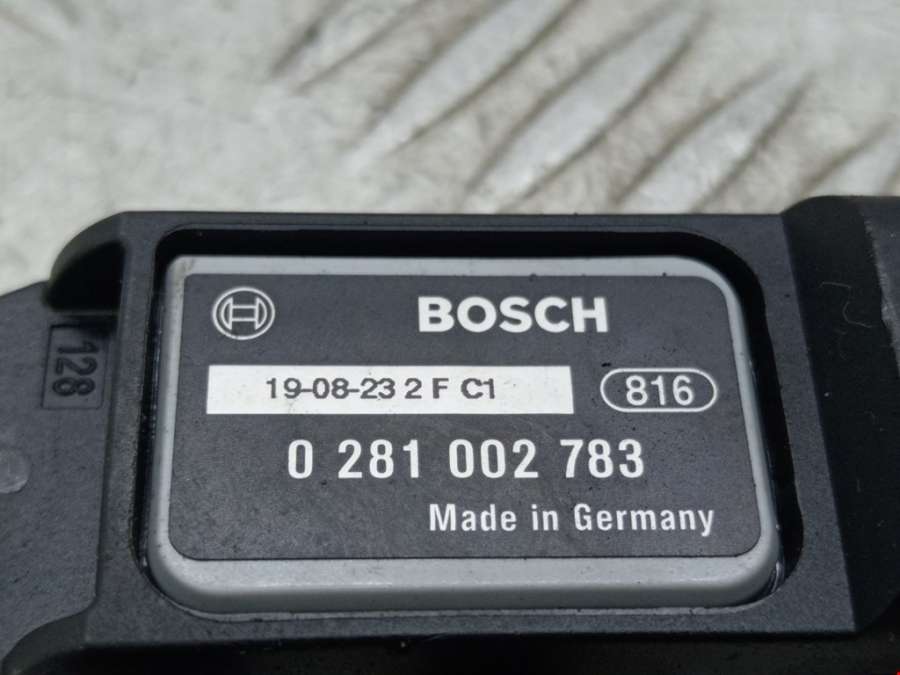 BOSCH
19-08-23 2 F C1
816
0 281 002 783
Made in Germany
128